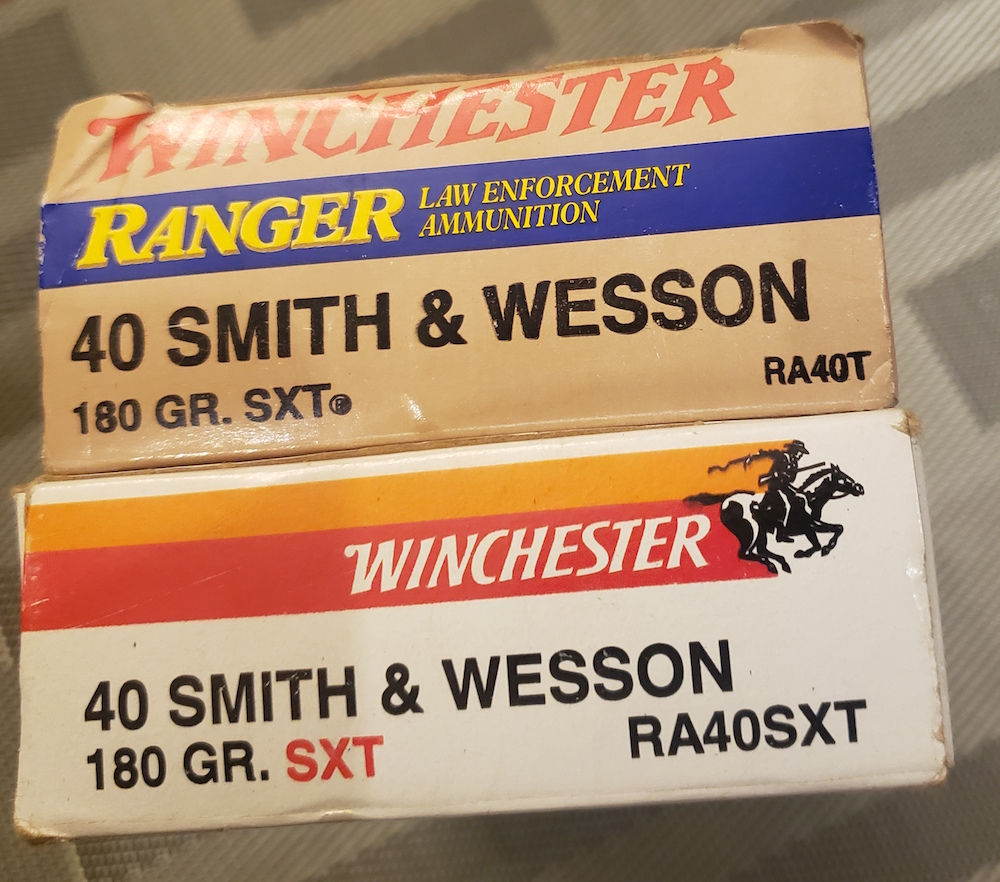 WINCHESTER
RANGER LAW ENFORCEMENT
AMMUNITION
40 SMITH & WESSON
180 GR. SXT® RA40T
WINCHESTER
40 SMITH & WESSON
180 GR. SXT RA40SXT